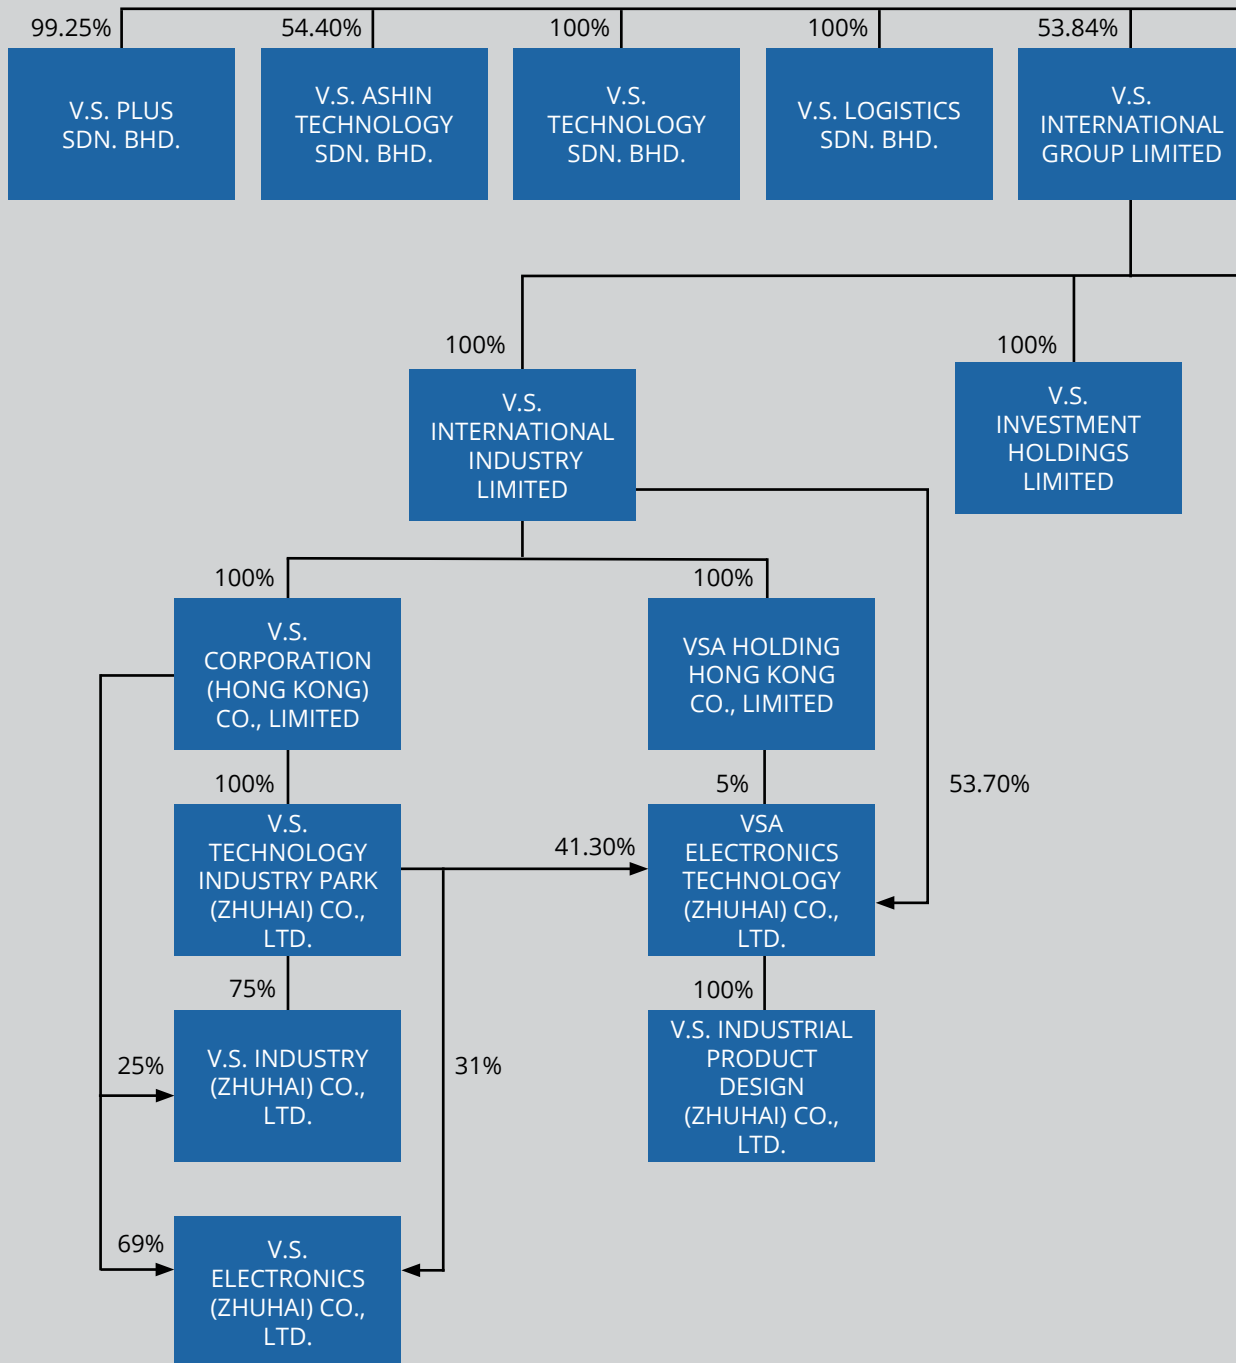 99.25%
54.40%
100%
100%
53.84%
V.S. PLUS
SDN. BHD.
V.S. ASHIN
TECHNOLOGY
SDN. BHD.
V.S.
TECHNOLOGY
SDN. BHD.
V.S. LOGISTICS
SDN. BHD.
V.S.
INTERNATIONAL
GROUP LIMITED
100%
100%
V.S.
INTERNATIONAL
INDUSTRY
LIMITED
V.S.
INVESTMENT
HOLDINGS
LIMITED
100%
100%
V.S.
CORPORATION
(HONG KONG)
CO., LIMITED
VSA HOLDING
HONG KONG
CO., LIMITED
100%
5%
53.70%
V.S.
TECHNOLOGY
INDUSTRY PARK
(ZHUHAI) CO.,
LTD.
41.30%
VSA
ELECTRONICS
TECHNOLOGY
(ZHUHAI) CO.,
LTD.
75%
100%
25%
V.S. INDUSTRY
(ZHUHAI) CO.,
LTD.
31%
V.S. INDUSTRIAL
PRODUCT
DESIGN
(ZHUHAI) CO.,
LTD.
69%
V.S.
ELECTRONICS
(ZHUHAI) CO.,
LTD.